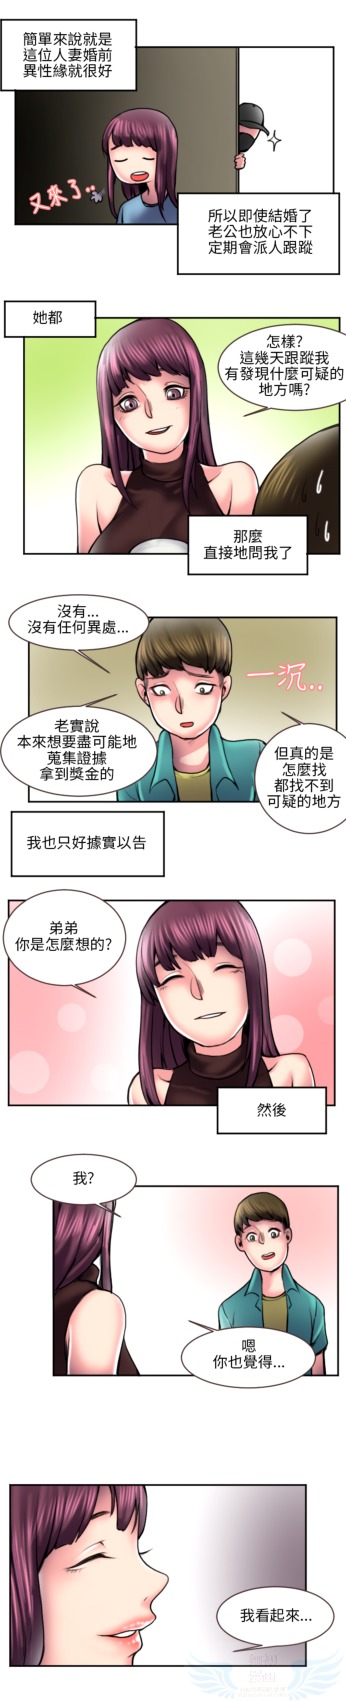 簡單來說就是
這位人妻婚前
異性緣就很好
又來了..
所以即使結婚了
老公也放心不下
定期會派人跟蹤
她都
怎樣?
這幾天跟蹤我
有發現什麼可疑的
地方嗎?
那麼
直接地問我了
沒有...
沒有任何異處...
一沉..
老實說
本來想要盡可能地
蒐集證據
拿到獎金的
但真的是
怎麼找
都找不到
可疑的地方
我也只好據實以告
弟弟
你是怎麼想的?
然後
我?
嗯
你也覺得...
我看起來...